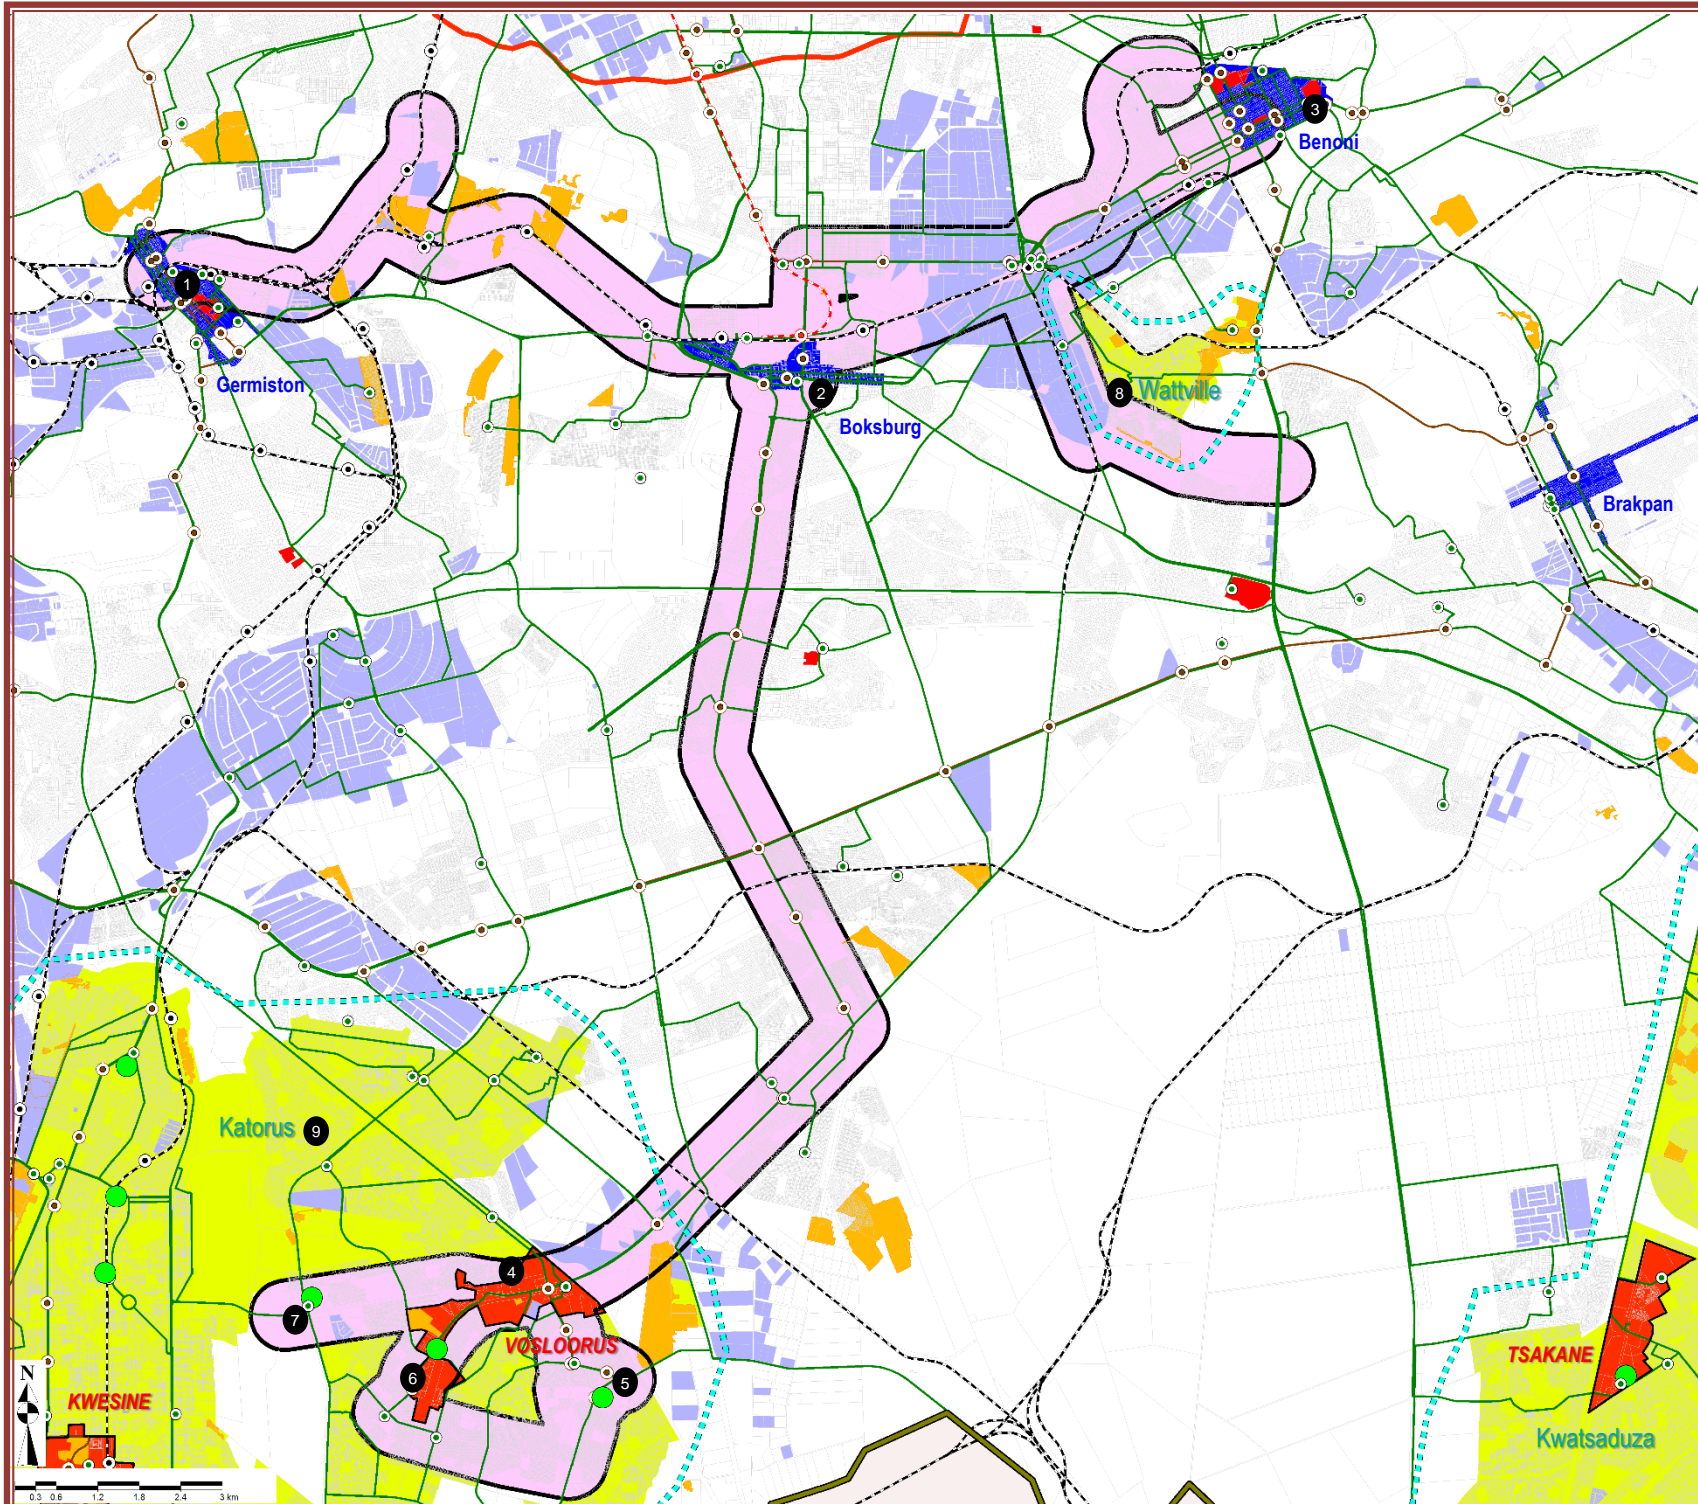 3
Benoni
1
Germiston
2
Boksburg
8 Wattville
Brakpan
Katorus 9
4
7
VOSLOORUS
6
5
TSAKANE
N
KWESINE
Kwatsaduza
0.3 0.6 1.2 1.8 2.4 3 km